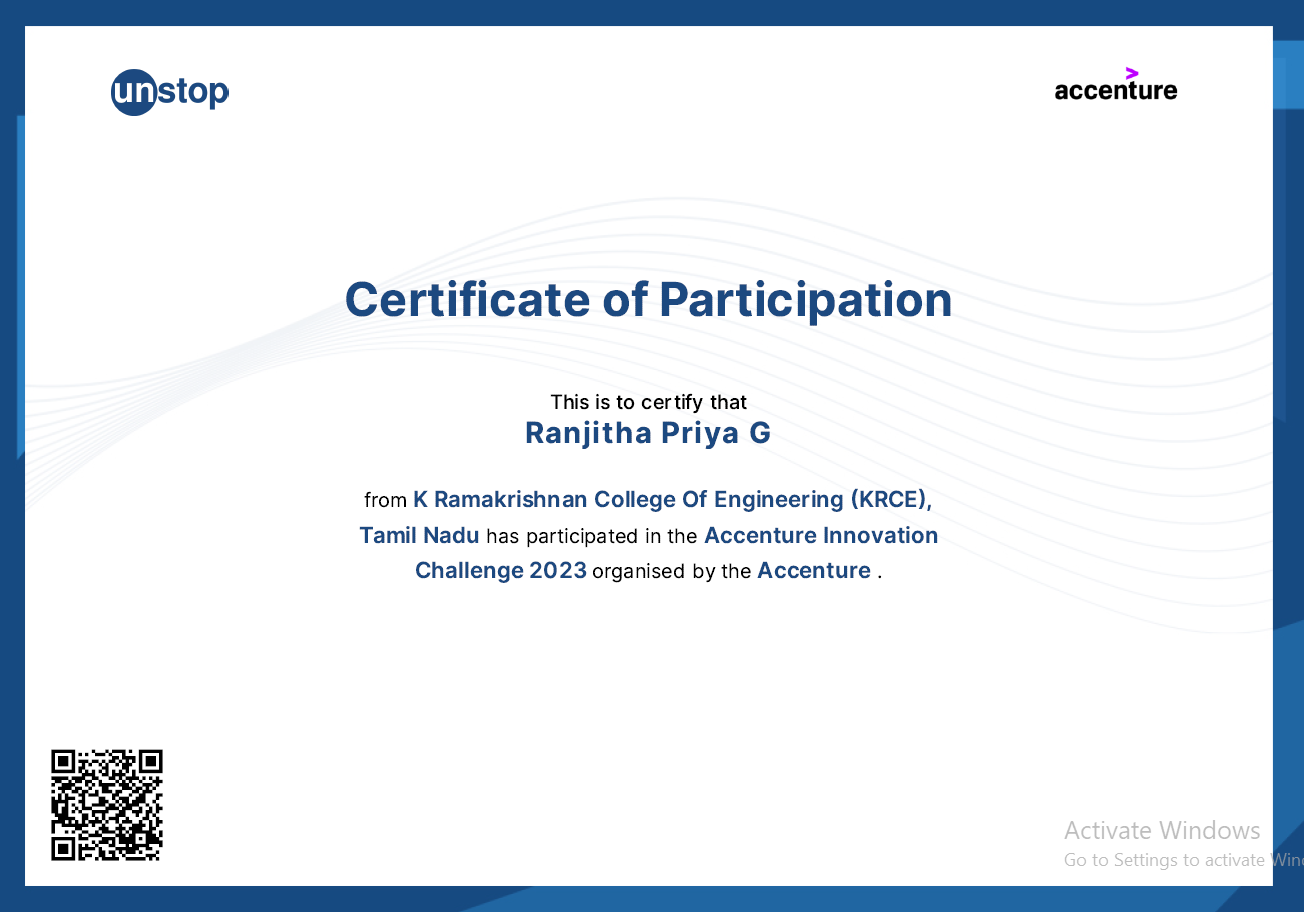 unstop
accenture
Certificate of Participation
This is to certify that
Ranjitha Priya G
from K Ramakrishnan College Of Engineering (KRCE),
Tamil Nadu has participated in the Accenture Innovation
Challenge 2023 organised by the Accenture .
Activate Windows
Go to Settings to activate